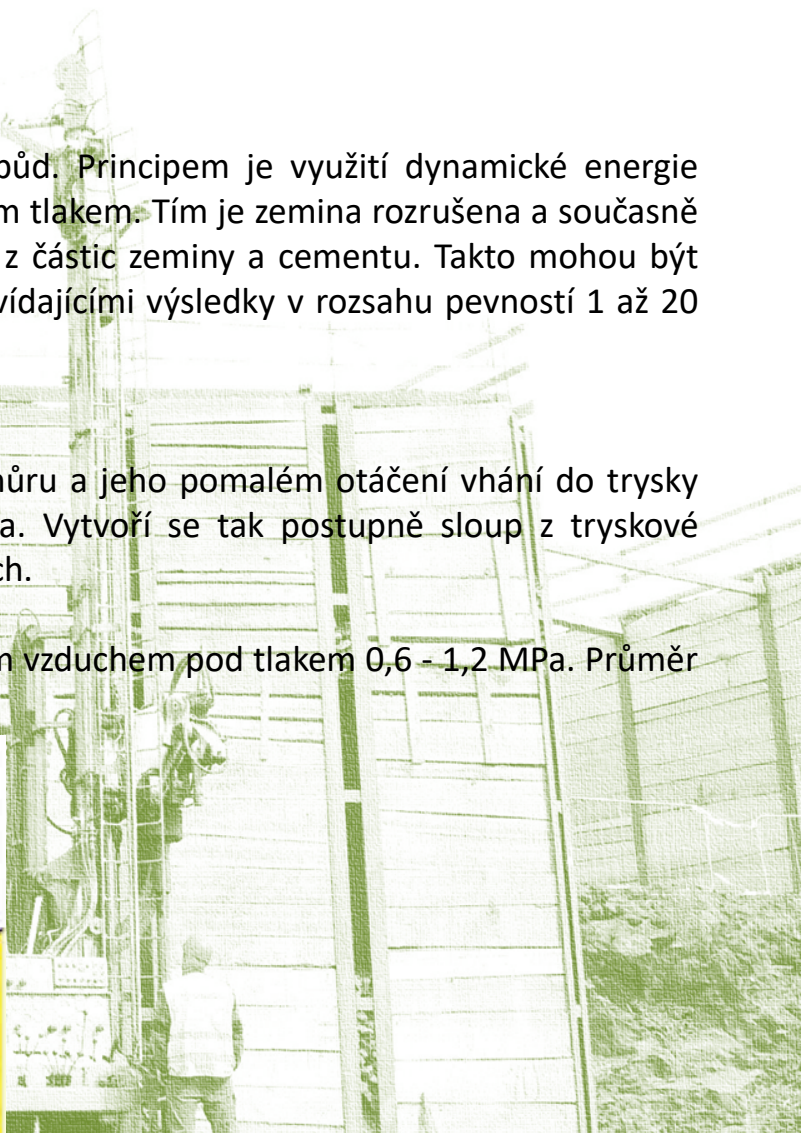 půd. Principem je využití dynamické energie
m tlakem. Tím je zemina rozrušena a současně
z částic zeminy a cementu. Takto mohou být
vídajícími výsledky v rozsahu pevností 1 až 20
hůru a jeho pomalém otáčení vhání do trysky
a. Vytvoří se tak postupně sloup z tryskové
ch.
m vzduchem pod tlakem 0,6 - 1,2 MPa. Průměr